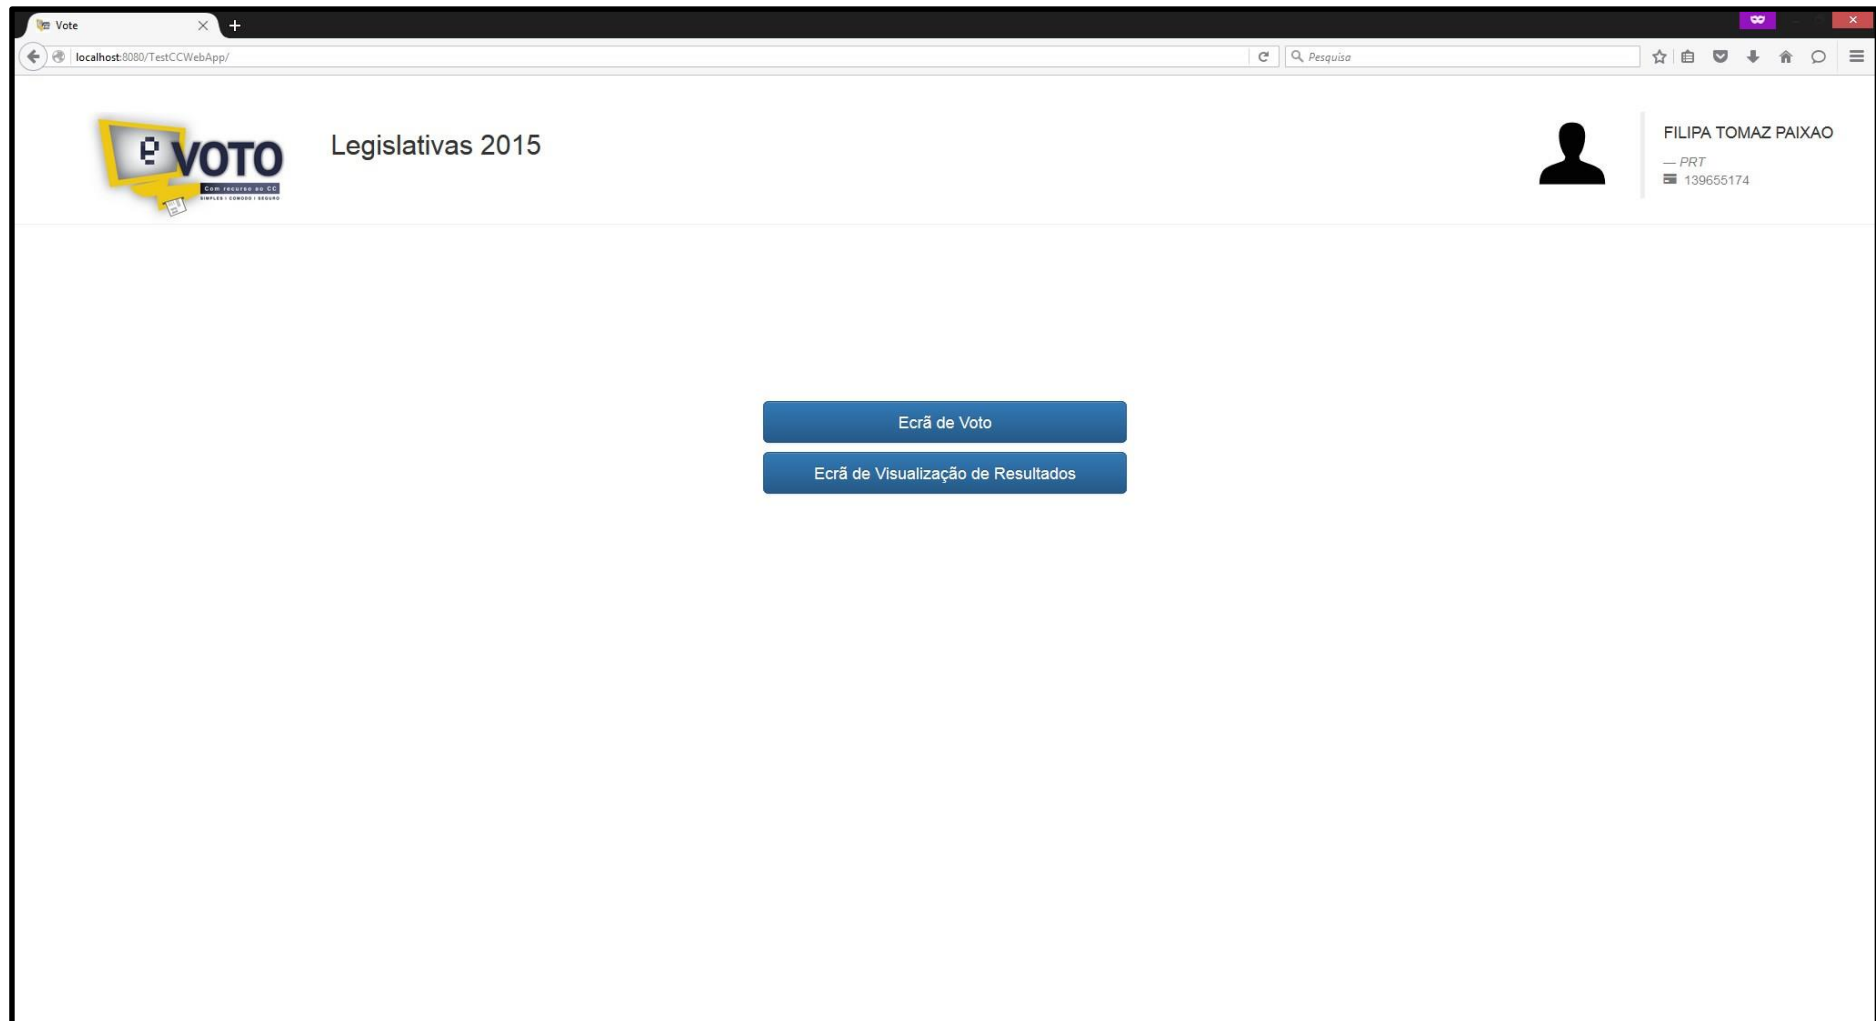 Vote
localhost:8080/TestCCWebApp/
Pesquisa
e VOTO
Com recurso ao CC
SIMPLES | COMODO | SEGURO
Legislativas 2015
FILIPA TOMAZ PAIXAO
— PRT
139655174
Ecrã de Voto
Ecrã de Visualização de Resultados